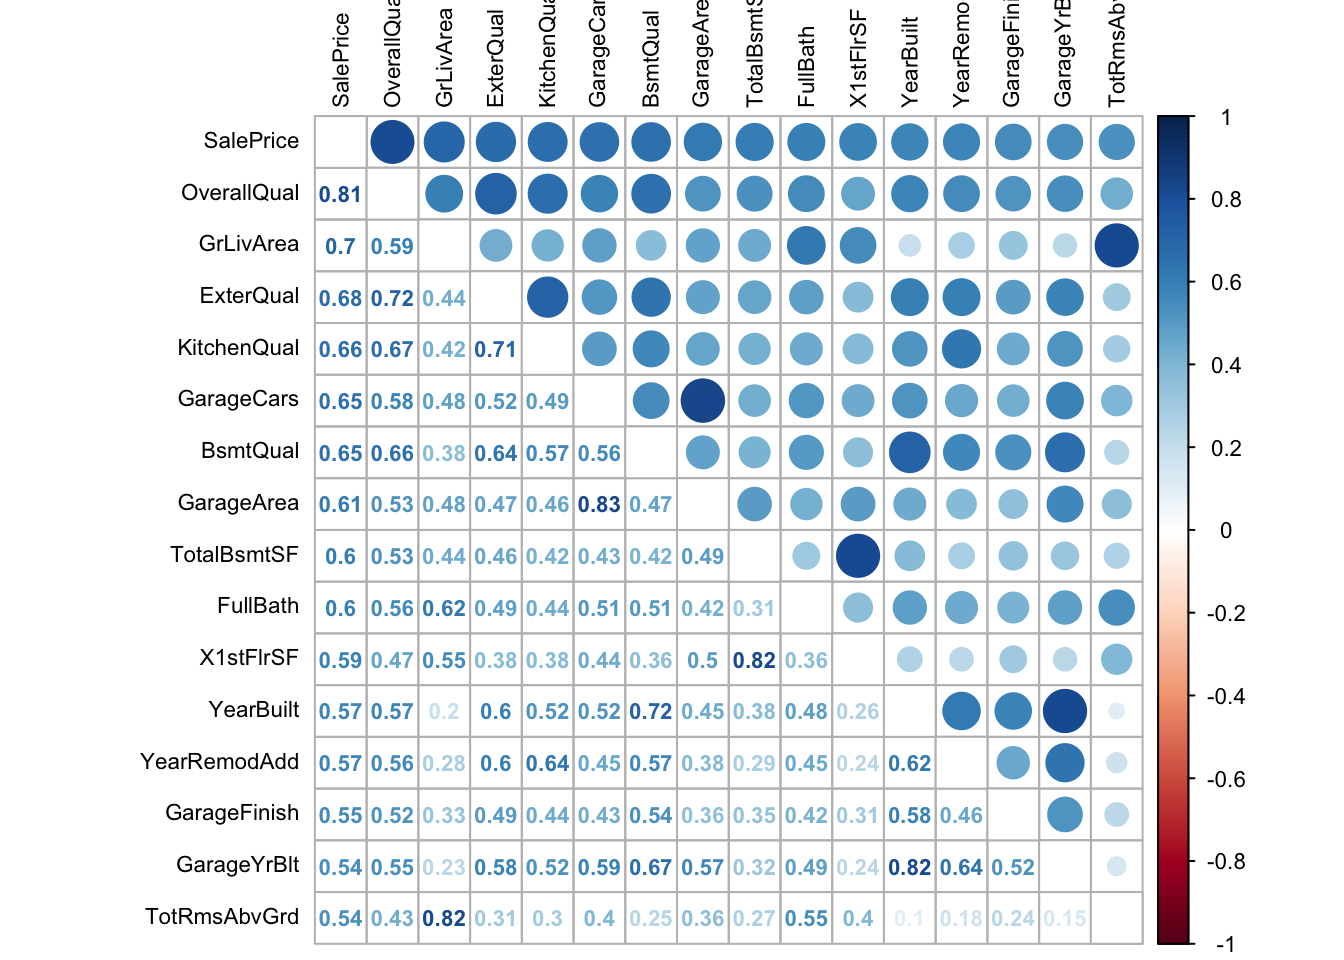 SalePrice OverallQua GrLivArea ExterQual KitchenQua GarageCar BsmtQual GarageAre TotalBsmtS FullBath X1stFlrSF YearBuilt YearRemo GarageFini GarageYrB TotRmsAbv
SalePrice
OverallQual 0.81
GrLivArea 0.7 0.59
ExterQual 0.68 0.72 0.44
KitchenQual 0.66 0.67 0.42 0.71
GarageCars 0.65 0.58 0.48 0.52 0.49
BsmtQual 0.65 0.66 0.38 0.64 0.57 0.56
GarageArea 0.61 0.53 0.48 0.47 0.46 0.83 0.47
TotalBsmtSF 0.6 0.53 0.44 0.46 0.42 0.43 0.42 0.49
FullBath 0.6 0.56 0.62 0.49 0.44 0.51 0.51 0.42 0.31
X1stFlrSF 0.59 0.47 0.55 0.38 0.38 0.44 0.36 0.5 0.82 0.36
YearBuilt 0.57 0.57 0.2 0.6 0.52 0.52 0.72 0.45 0.38 0.48 0.26
YearRemodAdd 0.57 0.56 0.28 0.6 0.64 0.45 0.57 0.38 0.29 0.45 0.24 0.62
GarageFinish 0.55 0.52 0.33 0.49 0.44 0.43 0.54 0.36 0.35 0.42 0.31 0.58 0.46
GarageYrBlt 0.54 0.55 0.23 0.58 0.52 0.59 0.67 0.57 0.32 0.49 0.24 0.82 0.64 0.52
TotRmsAbvGrd 0.54 0.43 0.82 0.31 0.3 0.4 0.25 0.36 0.27 0.55 0.4 0.1 0.18 0.24 0.15
1
0.8
0.6
0.4
0.2
0
-0.2
-0.4
-0.6
-0.8
-1